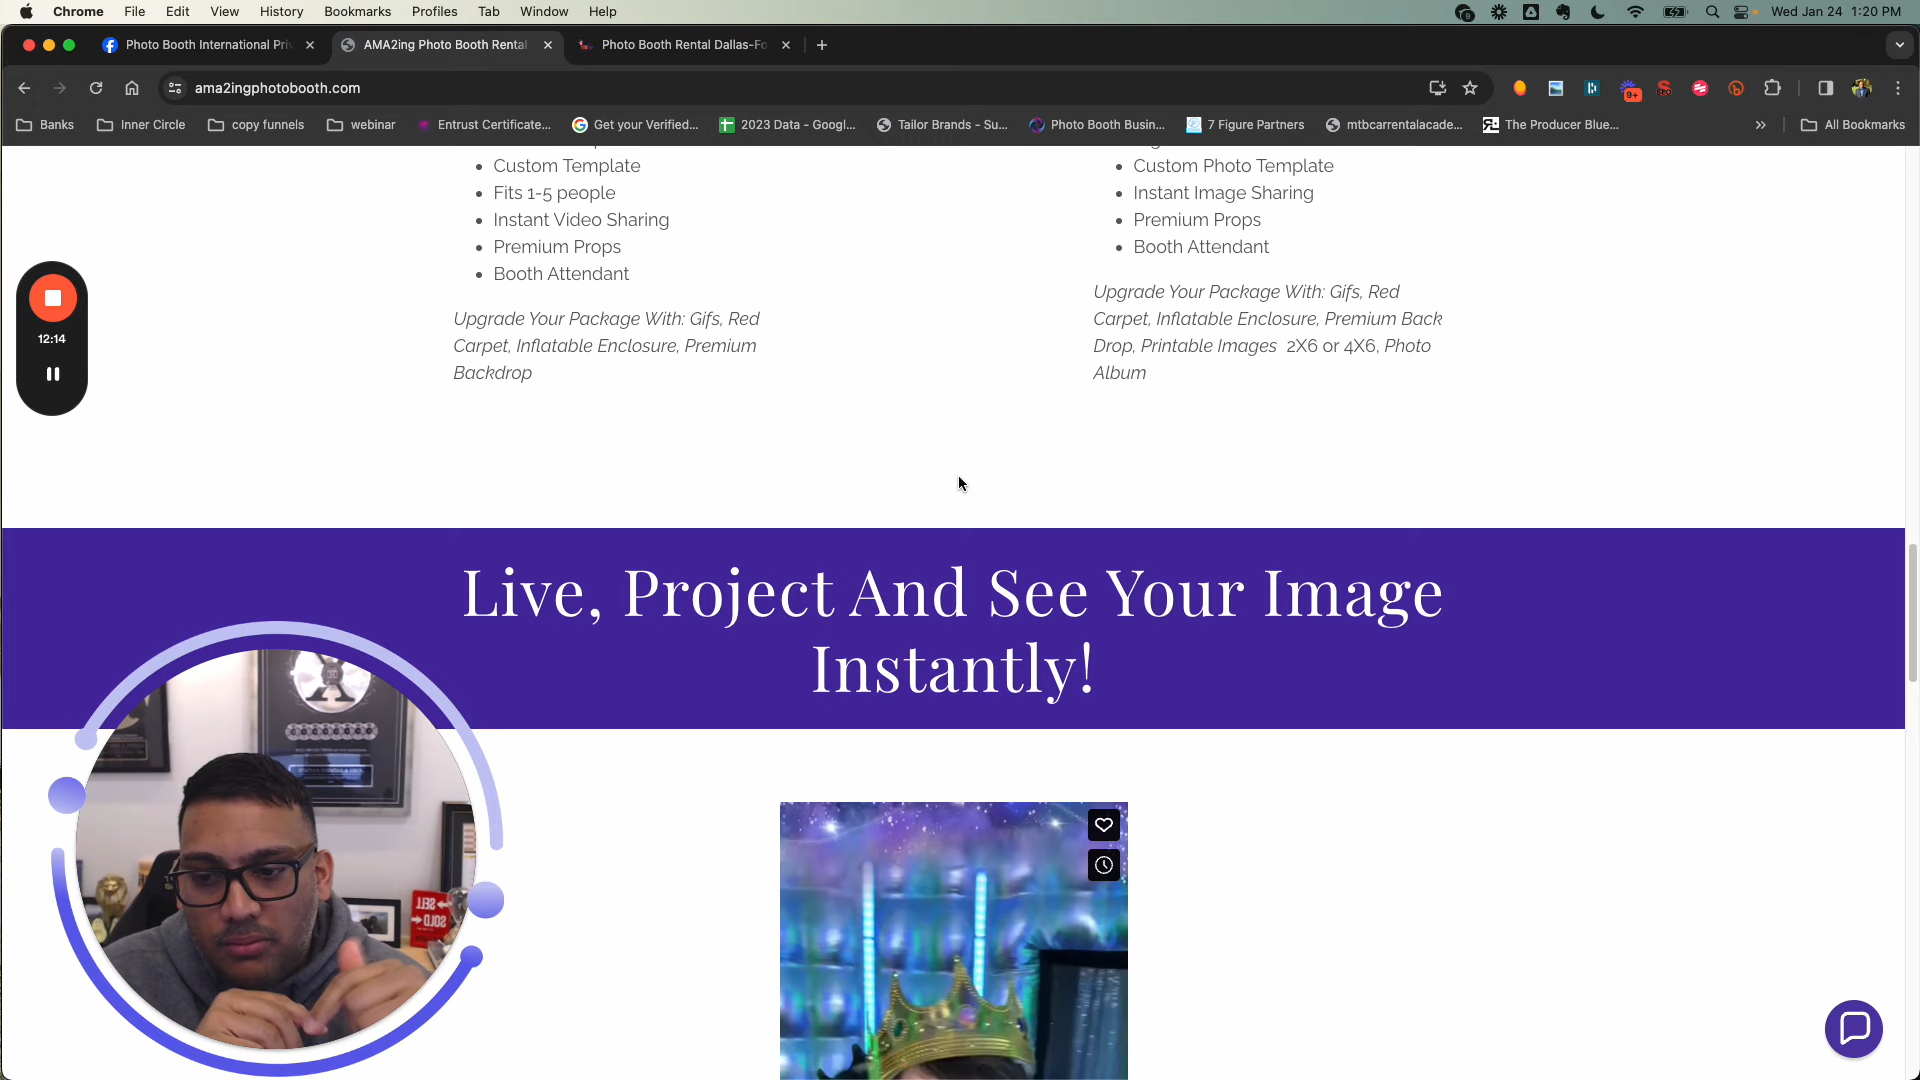 Chrome File Edit View History Bookmarks Profiles Tab Window Help Wed Jan 24 1:20 PM
Photo Booth International Pri AMA2ing Photo Booth Rental Photo Booth Rental Dallas-Fo
ama2ingphotobooth.com 9+
Banks Inner Circle copy funnels webinar Entrust Certificate... Get your Verified... 2023 Data - Googl... Tailor Brands - Su... Photo Booth Busin... 7 Figure Partners mtbcarrentalacade... The Producer Blue... All Bookmarks
Custom Template
Fits 1-5 people
Instant Video Sharing
Premium Props
Booth Attendant
Upgrade Your Package With: Gifs, Red
Carpet, Inflatable Enclosure, Premium
Backdrop
Custom Photo Template
Instant Image Sharing
Premium Props
Booth Attendant
Upgrade Your Package With: Gifs, Red
Carpet, Inflatable Enclosure, Premium Back
Drop, Printable Images 2X6 or 4X6, Photo
Album
12:14
Live, Project And See Your Image
Instantly!
SELL
SOLD